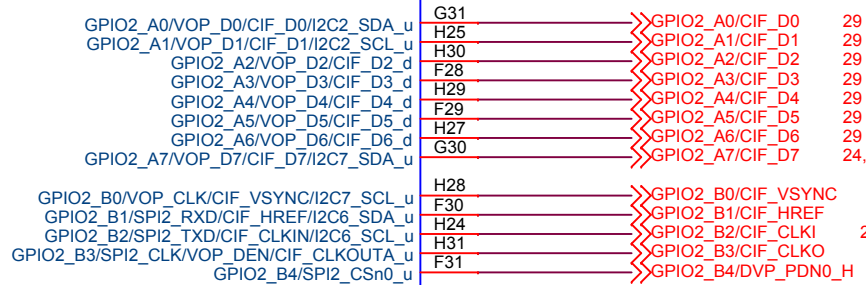 GPIO2_A0/VOP_D0/CIF_D0/I2C2_SDA_u G31 GPIO2_A0/CIF_D0 29
GPIO2_A1/VOP_D1/CIF_D1/I2C2_SCL_u H25 GPIO2_A1/CIF_D1 29
GPIO2_A2/VOP_D2/CIF_D2_d H30 GPIO2_A2/CIF_D2 29
GPIO2_A3/VOP_D3/CIF_D3_d F28 GPIO2_A3/CIF_D3 29
GPIO2_A4/VOP_D4/CIF_D4_d H29 GPIO2_A4/CIF_D4 29
GPIO2_A5/VOP_D5/CIF_D5_d F29 GPIO2_A5/CIF_D5 29
GPIO2_A6/VOP_D6/CIF_D6_d H27 GPIO2_A6/CIF_D6 29
GPIO2_A7/VOP_D7/CIF_D7/I2C7_SDA_u G30 GPIO2_A7/CIF_D7 24,
GPIO2_B0/VOP_CLK/CIF_VSYNC/I2C7_SCL_u H28 GPIO2_B0/CIF_VSYNC
GPIO2_B1/SPI2_RXD/CIF_HREF/I2C6_SDA_u F30 GPIO2_B1/CIF_HREF
GPIO2_B2/SPI2_TXD/CIF_CLKIN/I2C6_SCL_u H24 GPIO2_B2/CIF_CLKI 2
GPIO2_B3/SPI2_CLK/VOP_DEN/CIF_CLKOUTA_u H31 GPIO2_B3/CIF_CLKO
GPIO2_B4/SPI2_CSn0_u F31 GPIO2_B4/DVP_PDN0_H